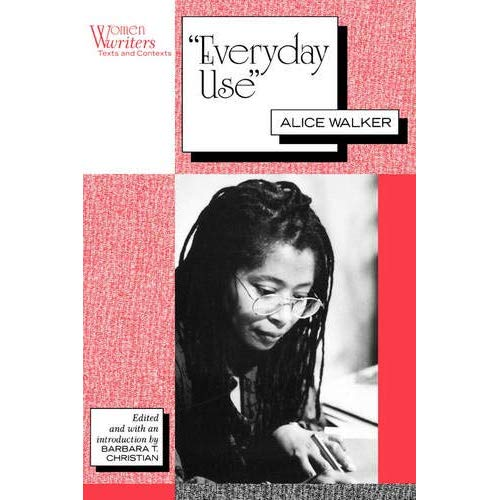 Women
Writers
Texts and Contexts
“Everyday
Use”
ALICE WALKER
Edited
and with an
introduction by
BARBARA T.
CHRISTIAN